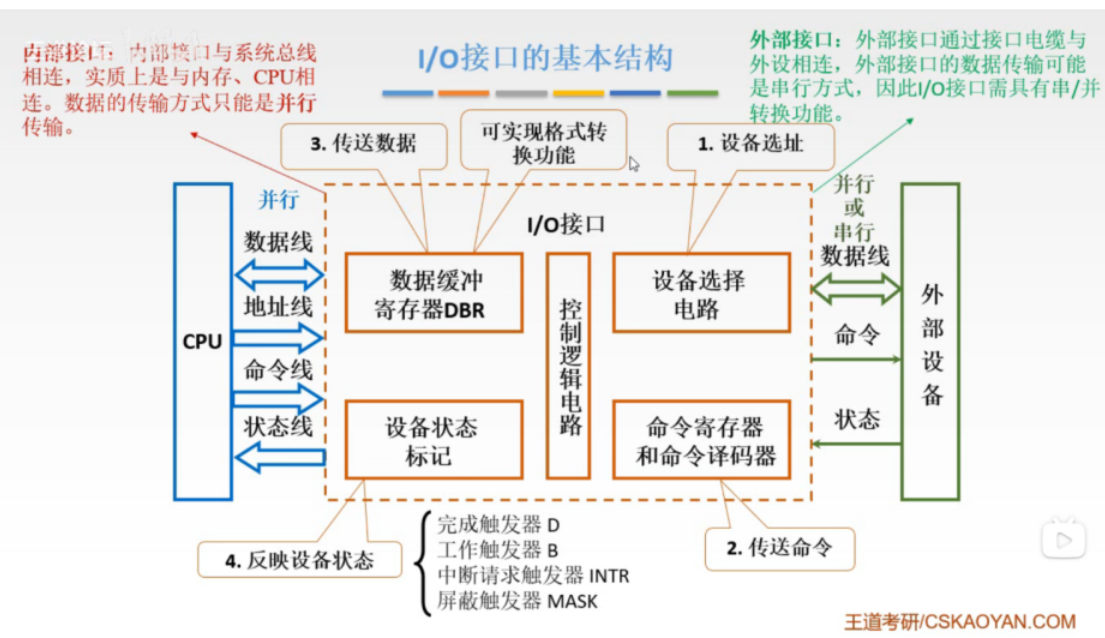 I/O接口的基本结构
内部接口：内部接口与系统总线
相连，实质上是与内存、CPU相
连。数据的传输方式只能是并行
传输。
外部接口：外部接口通过接口电缆与
外设相连，外部接口的数据传输可能
是串行方式，因此I/O接口需具有串/并
转换功能。
3. 传送数据
可实现格式转
换功能
1. 设备选址
并行
数据线
地址线
命令线
状态线
CPU
I/O接口
数据缓冲
寄存器DBR
控制逻辑电路
设备选择
电路
设备状态
标记
命令寄存器
和命令译码器
并行
或
串行
数据线
命令
状态
外部设备
4. 反映设备状态
完成触发器 D
工作触发器 B
中断请求触发器 INTR
屏蔽触发器 MASK
2. 传送命令
王道考研/CSKAOYAN.COM